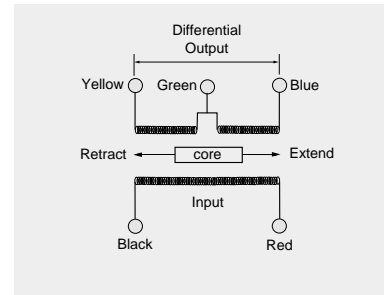 Differential
Output
Yellow Green Blue
Retract core Extend
Input
Black Red